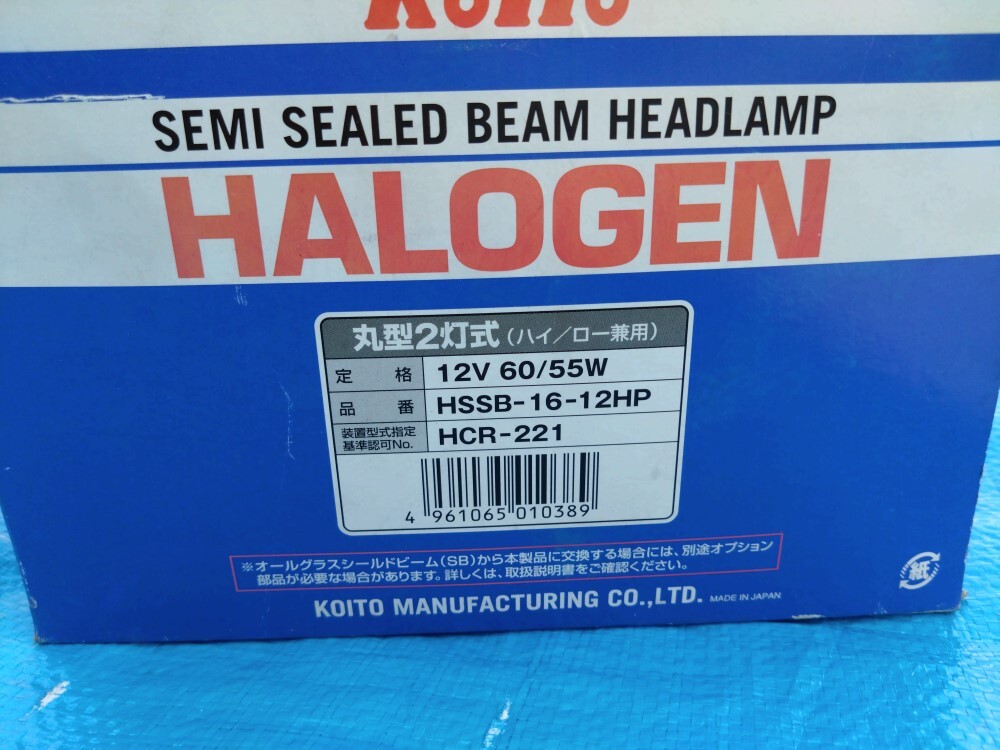 KOITO
SEMI SEALED BEAM HEADLAMP
HALOGEN
丸型2灯式(ハイ/ロー兼用)
定格 12V 60/55W
品番 HSSB-16-12HP
装置型式指定
基準認可No. HCR-221
4 961065 010389
※オールグラスシールドビーム(SB)から本製品に交換する場合には、別途オプション
部品が必要な場合があります。詳しくは、取扱説明書をご確認ください。
KOITO MANUFACTURING CO.,LTD. MADE IN JAPAN
紙